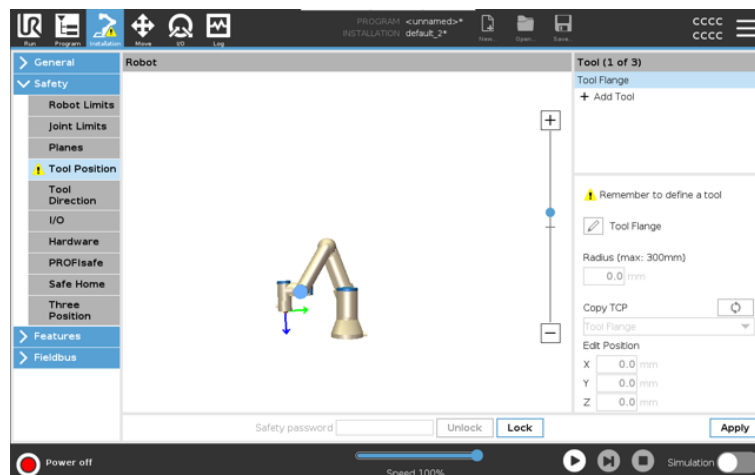 PROGRAM <unnamed>*
INSTALLATION default_2*
Run
Program
Installation
Move
I/O
Log
New...
Open...
Save...
cccc
cccc
General
Safety
Robot Limits
Joint Limits
Planes
Tool Position
Tool
Direction
I/O
Hardware
PROFIsafe
Safe Home
Three
Position
Features
Fieldbus
Robot
Tool (1 of 3)
Tool Flange
+ Add Tool
Remember to define a tool
Tool Flange
Radius (max: 300mm)
0.0 mm
Copy TCP
Tool Flange
Edit Position
X 0.0 mm
Y 0.0 mm
Z 0.0 mm
Safety password
Unlock
Lock
Apply
Power off
Speed 100%
Simulation